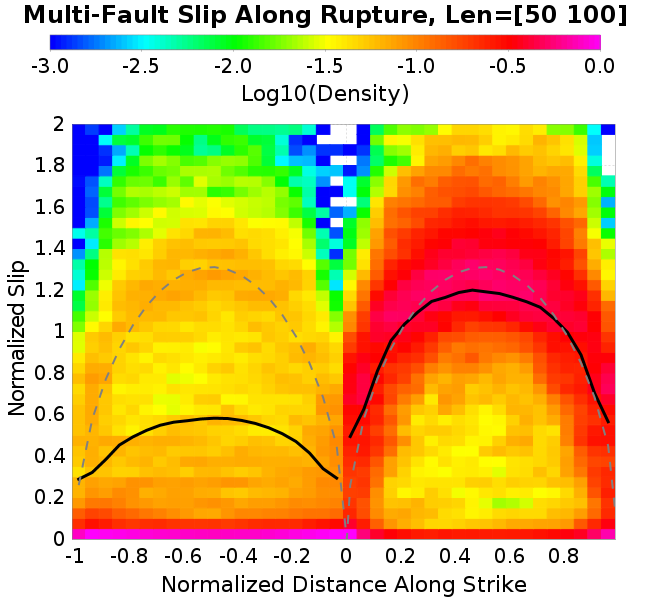 Multi-Fault Slip Along Rupture, Len=[50 100]
-3.0 -2.5 -2.0 -1.5 -1.0 -0.5 0.0
Log10(Density)
Normalized Slip
2
1.8
1.6
1.4
1.2
1
0.8
0.6
0.4
0.2
0
-1 -0.8 -0.6 -0.4 -0.2 0 0.2 0.4 0.6 0.8
Normalized Distance Along Strike